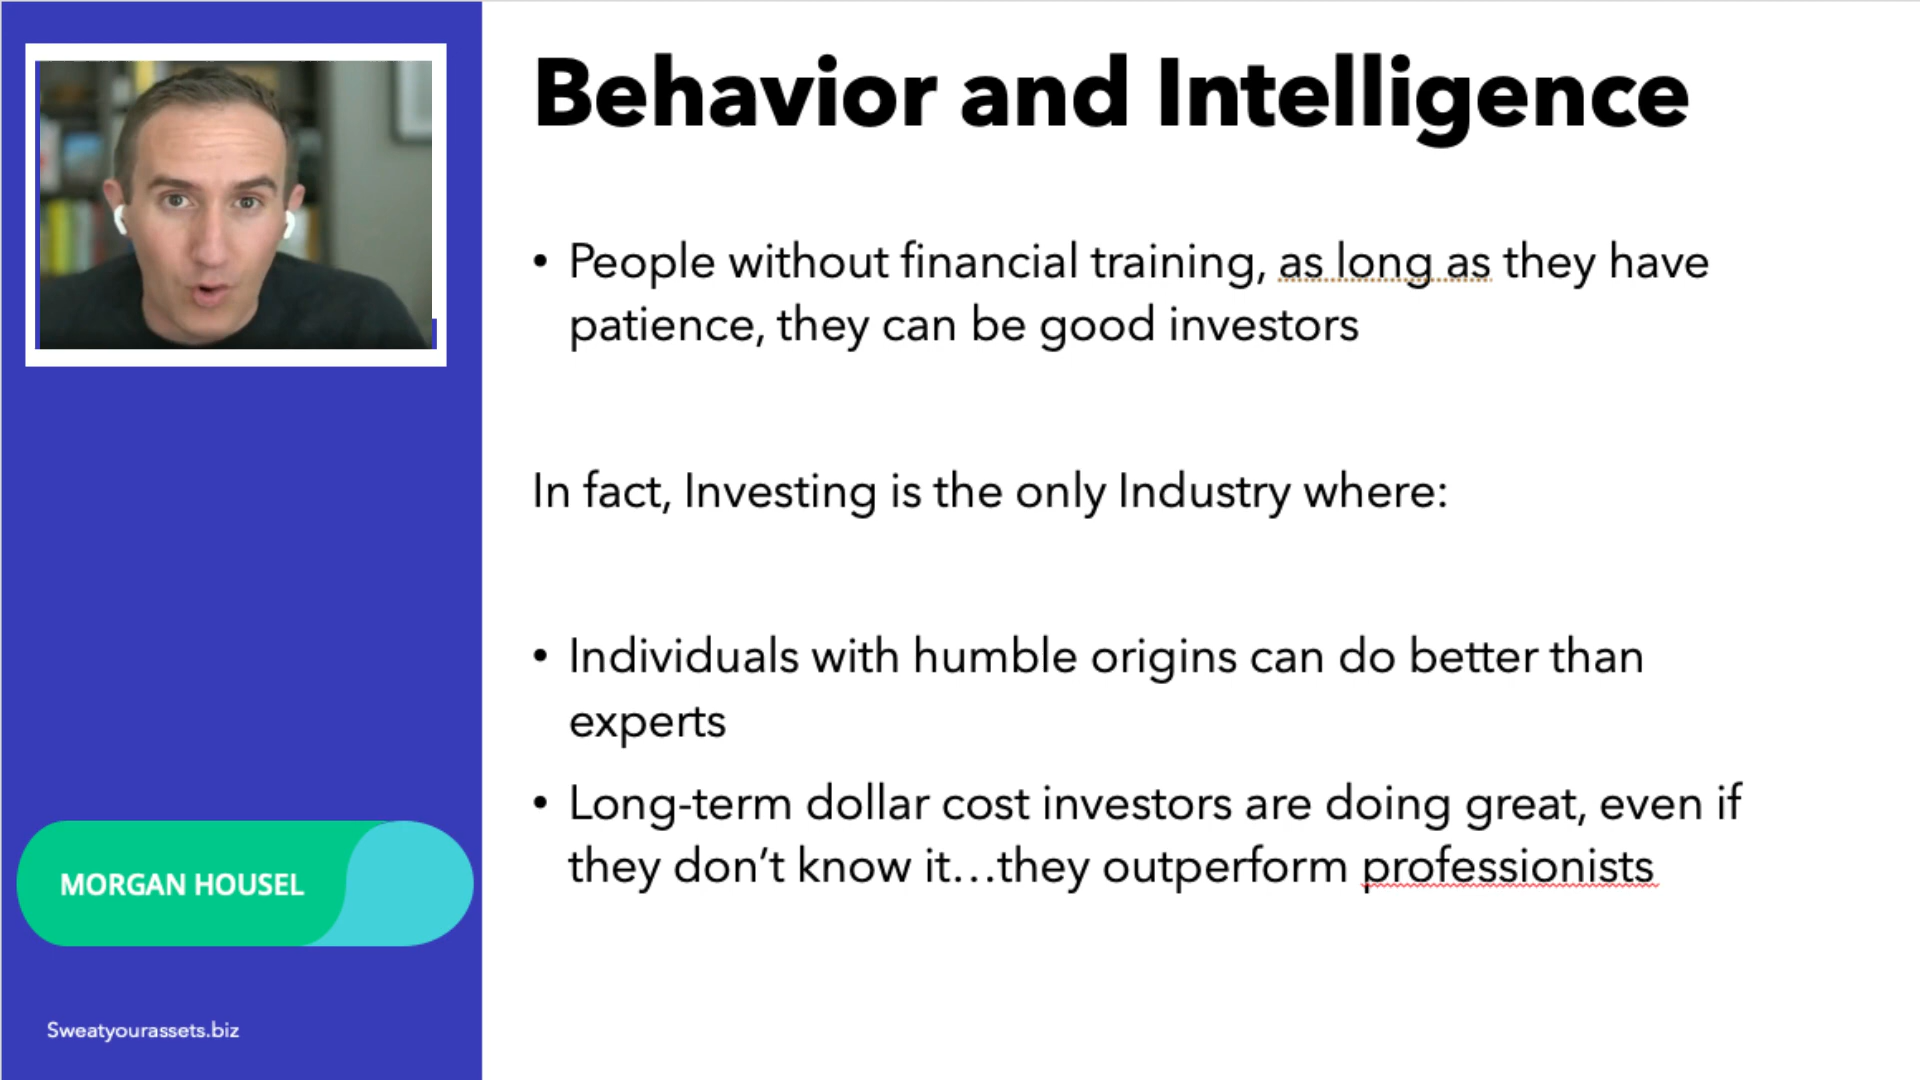 Behavior and Intelligence
• People without financial training, as long as they have
patience, they can be good investors
In fact, Investing is the only Industry where:
• Individuals with humble origins can do better than
experts
• Long-term dollar cost investors are doing great, even if
they don’t know it…they outperform professionists
MORGAN HOUSEL
Sweatyourassets.biz